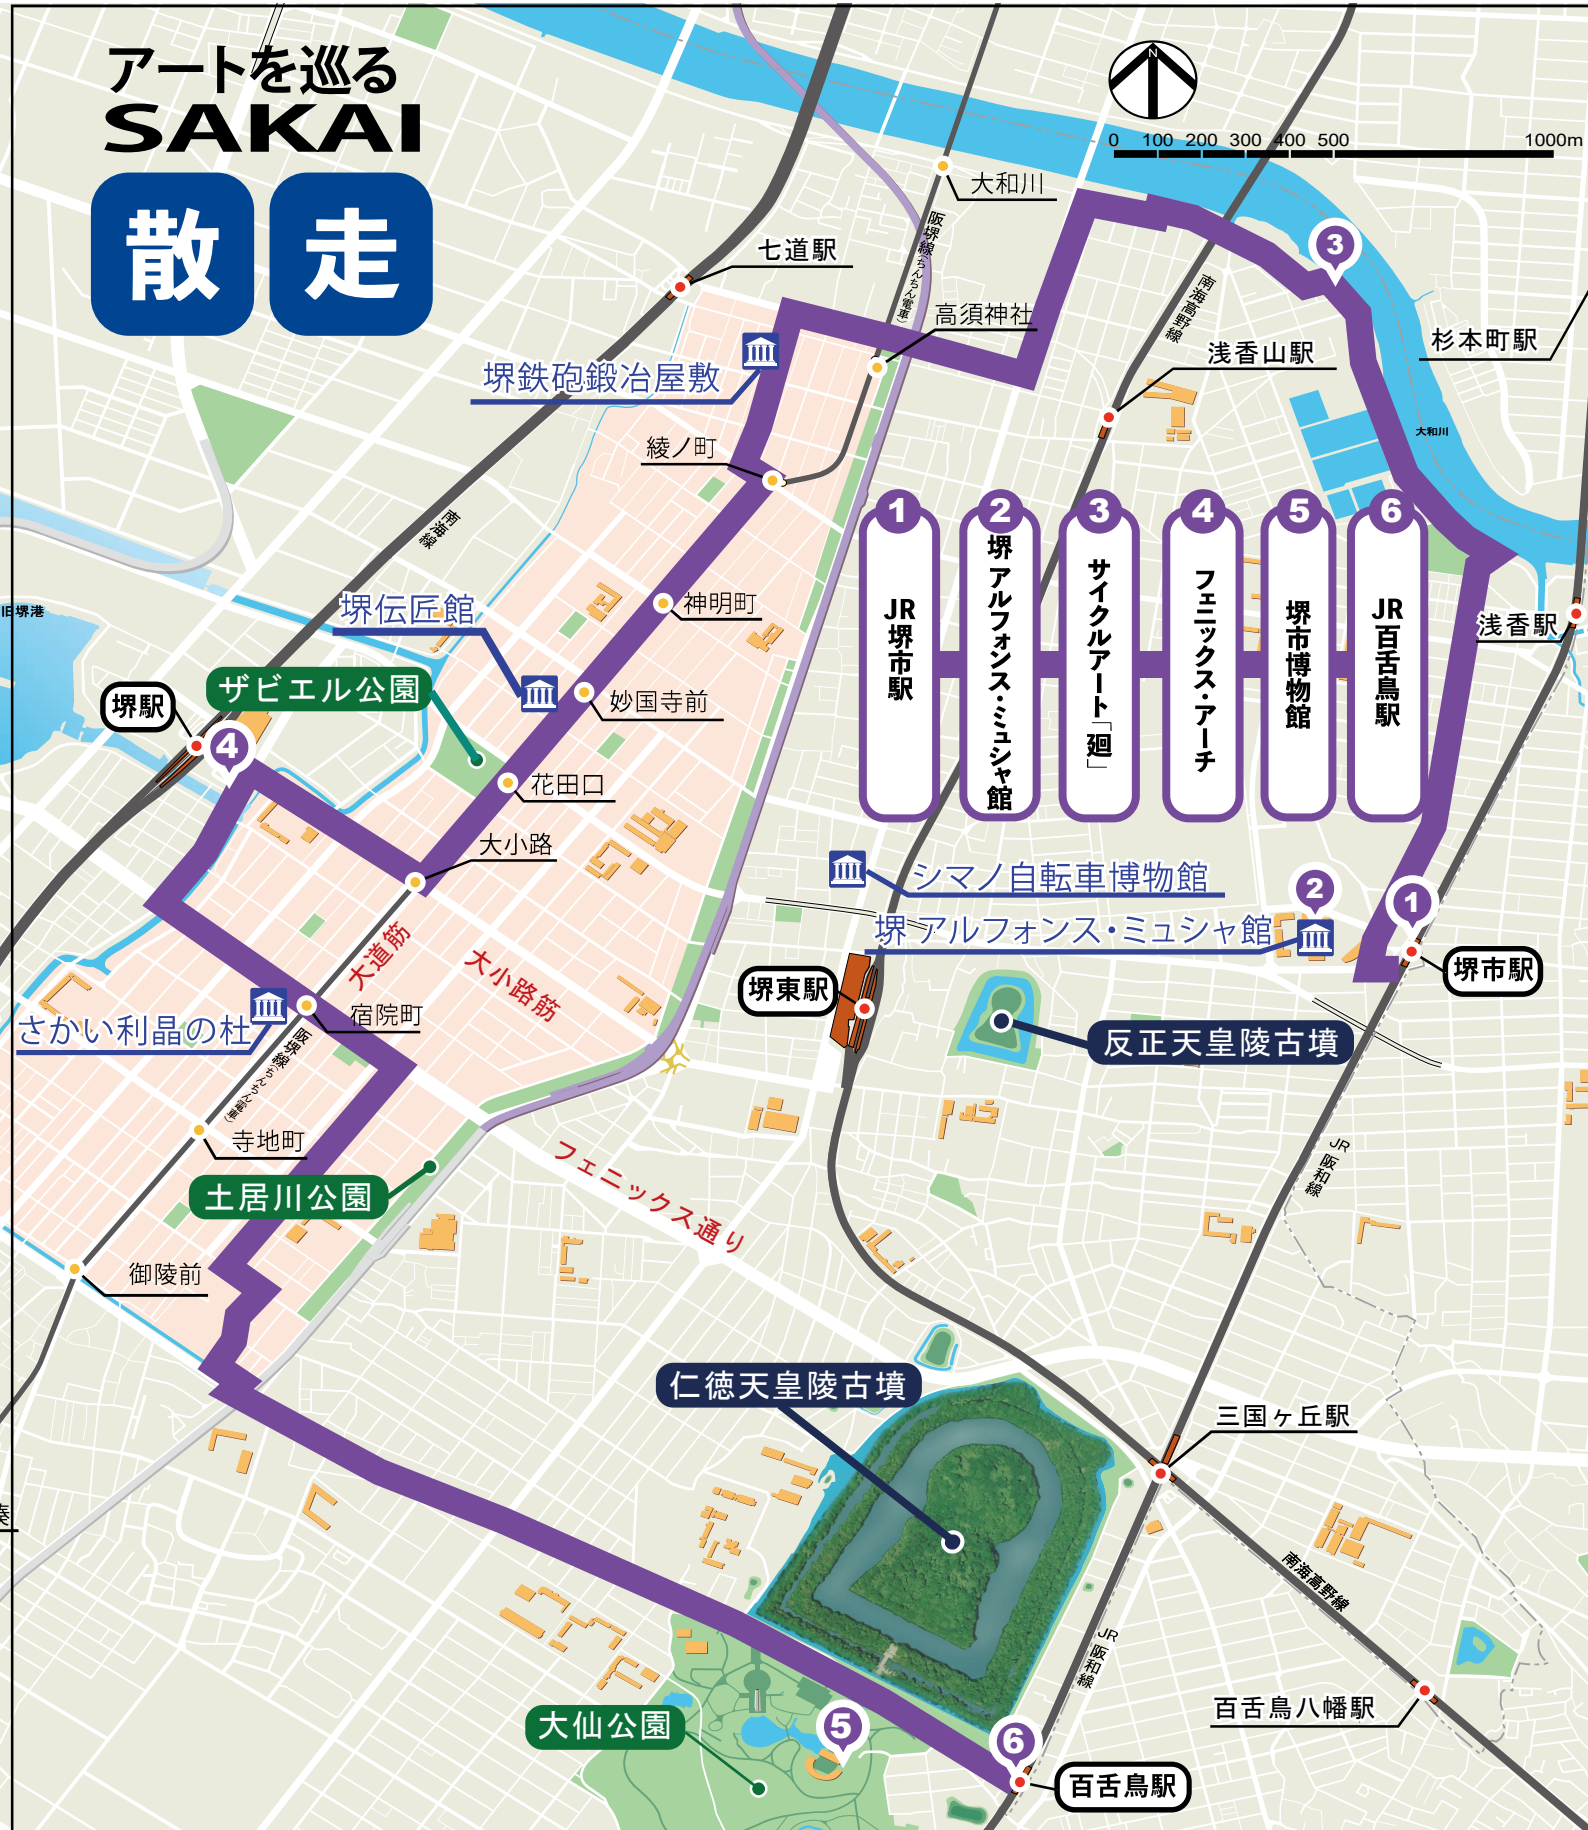 アートを巡る
SAKAI
散 走
N
0 100 200 300 400 500 1000m
大和川
七道駅
阪堺線(ちんちん電車)
高須神社
南海高野線
浅香山駅
杉本町駅
大和川
堺鉄砲鍛冶屋敷
綾ノ町
南海線
旧堺港
堺伝匠館
神明町
ザビエル公園
妙国寺前
堺駅
花田口
大小路
3
4
1
JR堺市駅
2
堺 アルフォンス・ミュシャ館
3
サイクルアート「廻」
4
フェニックス・アーチ
5
堺市博物館
6
JR百舌鳥駅
浅香駅
シマノ自転車博物館
堺 アルフォンス・ミュシャ館
2
1
堺市駅
堺東駅
反正天皇陵古墳
大道筋
大小路筋
さかい利晶の杜
宿院町
阪堺線(ちんちん電車)
寺地町
土居川公園
フェニックス通り
御陵前
JR阪和線
仁徳天皇陵古墳
三国ヶ丘駅
湊
南海高野線
JR阪和線
百舌鳥八幡駅
大仙公園
5
6
百舌鳥駅